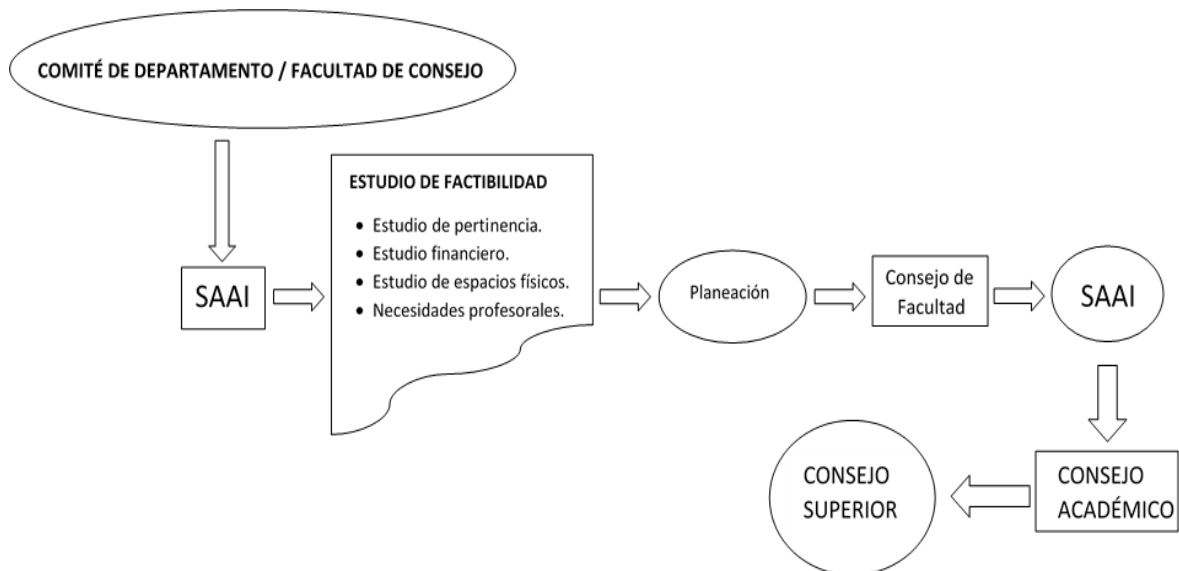 COMITÉ DE DEPARTAMENTO / FACULTAD DE CONSEJO
SAAI
ESTUDIO DE FACTIBILIDAD
• Estudio de pertinencia.
• Estudio financiero.
• Estudio de espacios físicos.
• Necesidades profesorales.
Planeación
Consejo de
Facultad
SAAI
CONSEJO
ACADÉMICO
CONSEJO
SUPERIOR